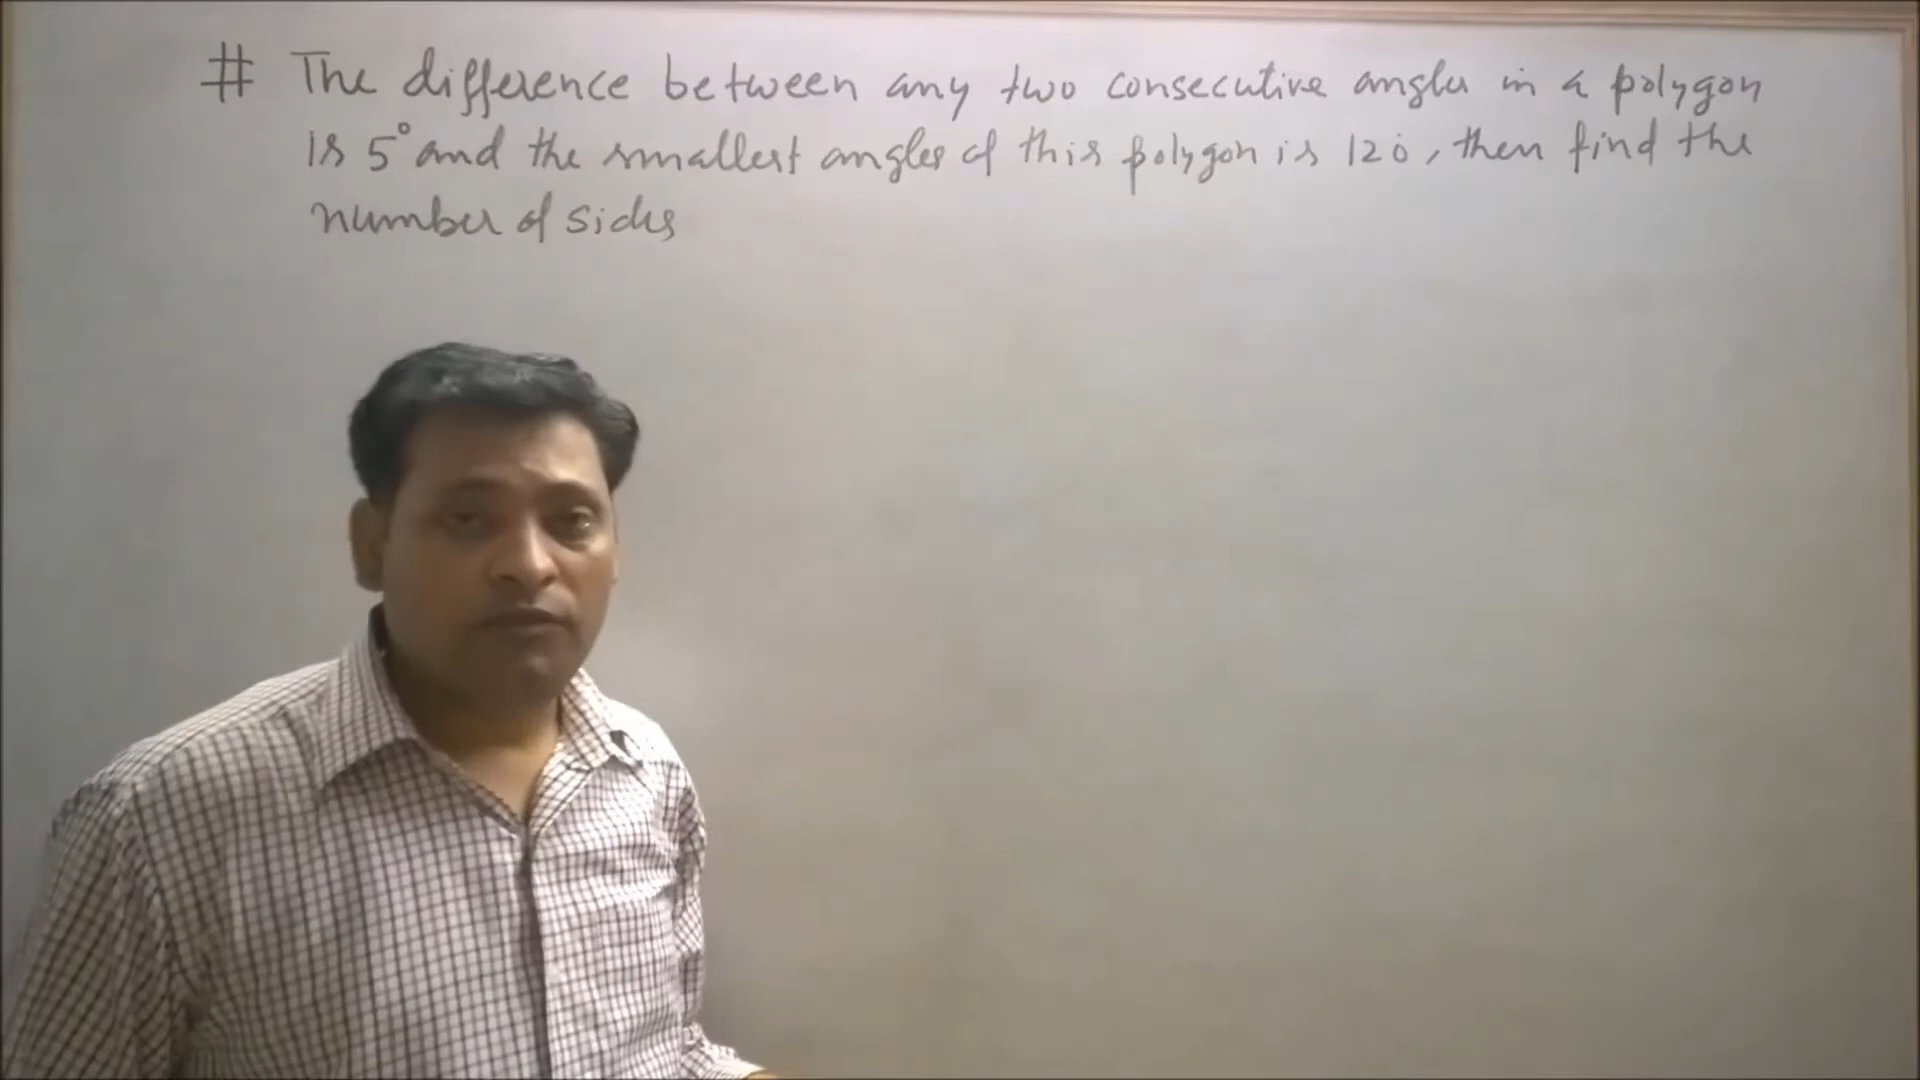 # The difference between any two consecutive angles in a polygon
is 5° and the smallest angles of this polygon is 120, then find the
number of sides